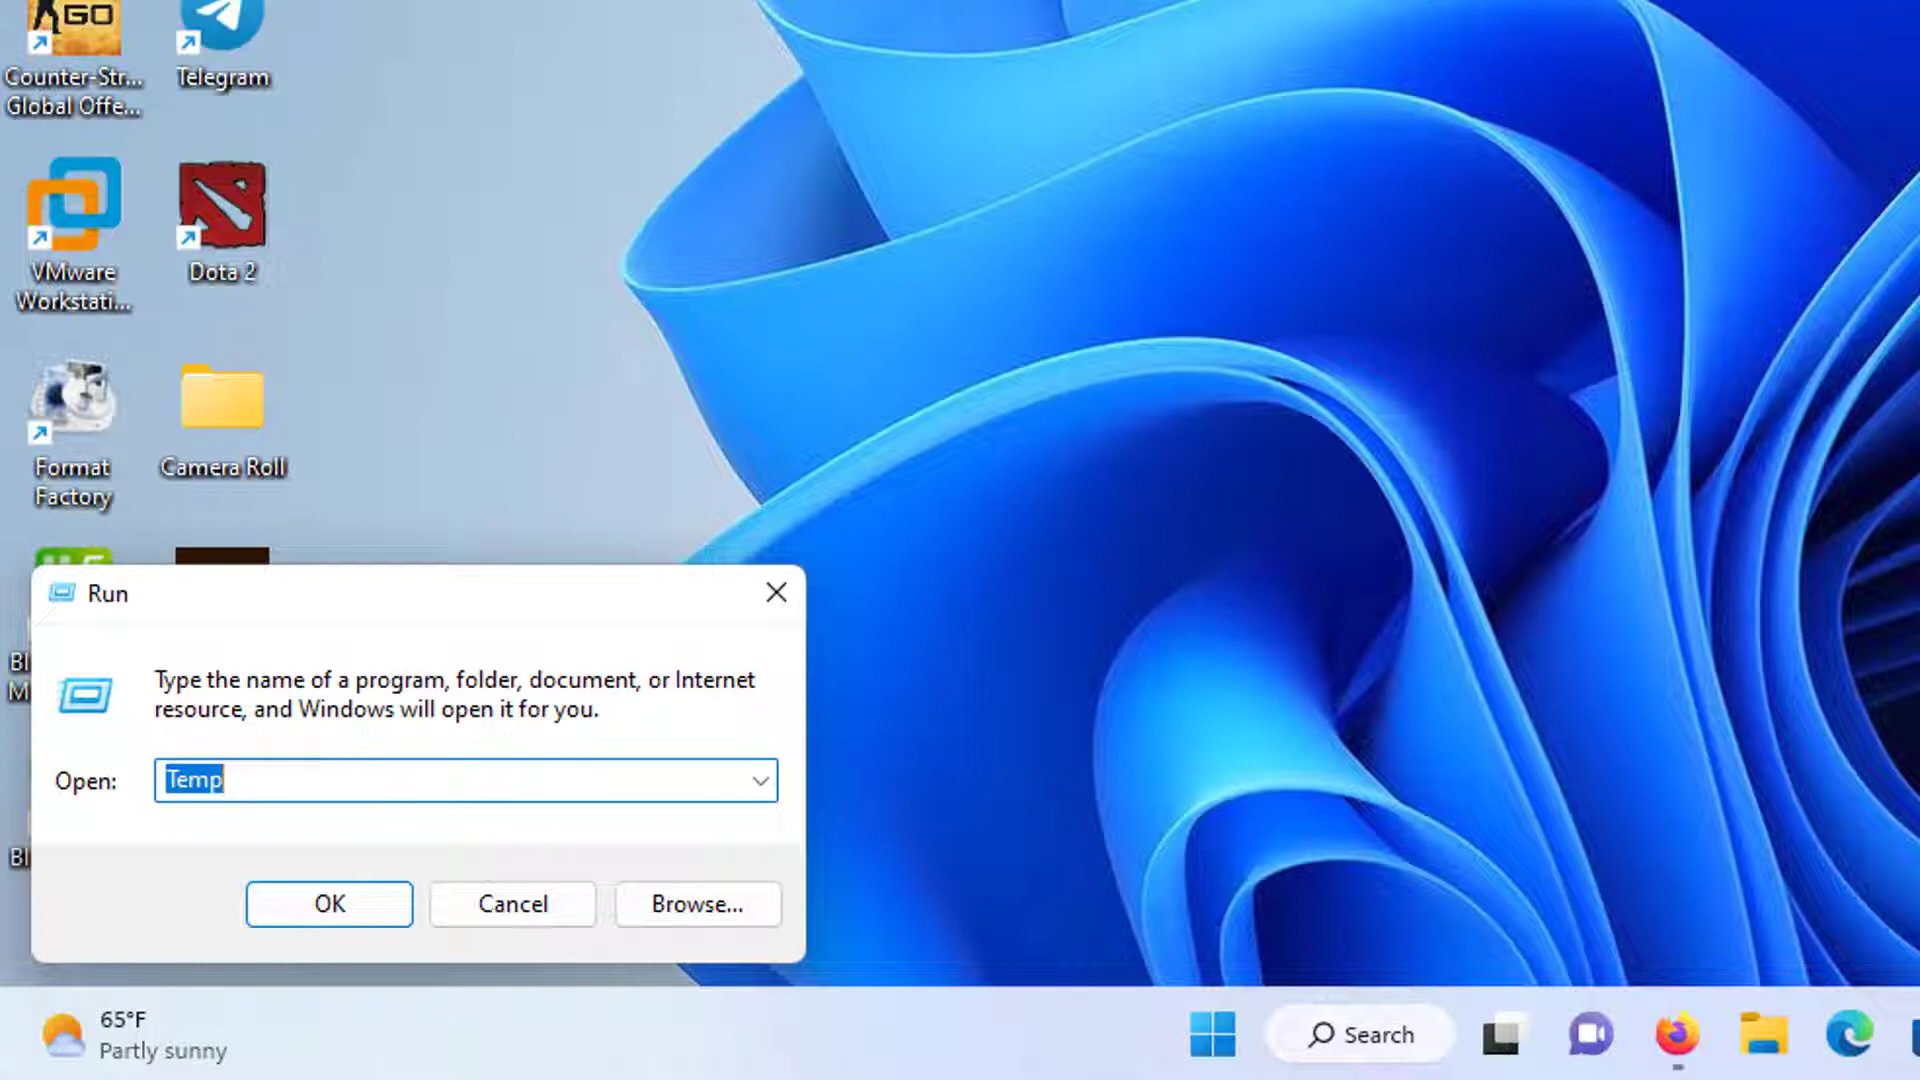 GO
Counter-Str...
Global Offe...
Telegram
VMware
Workstati...
Dota 2
Format
Factory
Camera Roll
Run
Type the name of a program, folder, document, or Internet
resource, and Windows will open it for you.
Open:
Temp
OK
Cancel
Browse...
Bl
M
Bl
65°F
Partly sunny
Search